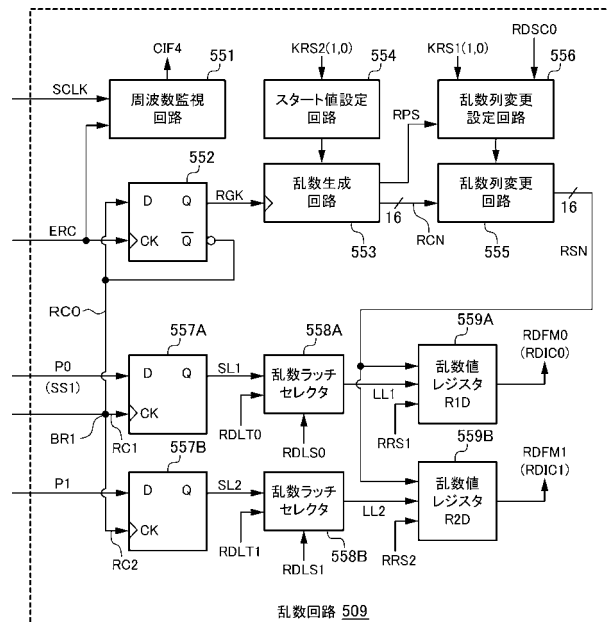 CIF4
551
KRS2(1,0)
554
KRS1(1,0)
RDSC0
556
SCLK
周波数監視
回路
スタート値設定
回路
RPS
乱数列変更
設定回路
552
D Q
RGK
乱数生成
回路
乱数列変更
回路
16
16
ERC
CK
Q
553
RCN
555
RSN
RC0
557A
558A
559A
RDFM0
(RDIC0)
P0
(SS1)
D Q
SL1
乱数ラッチ
セレクタ
乱数値
レジスタ
R1D
CK
LL1
BR1
RC1
RDLT0
RDLS0
RRS1
557B
559B
RDFM1
(RDIC1)
P1
D Q
SL2
乱数ラッチ
セレクタ
乱数値
レジスタ
R2D
CK
LL2
RC2
RDLT1
558B
RDLS1
RRS2
乱数回路 509